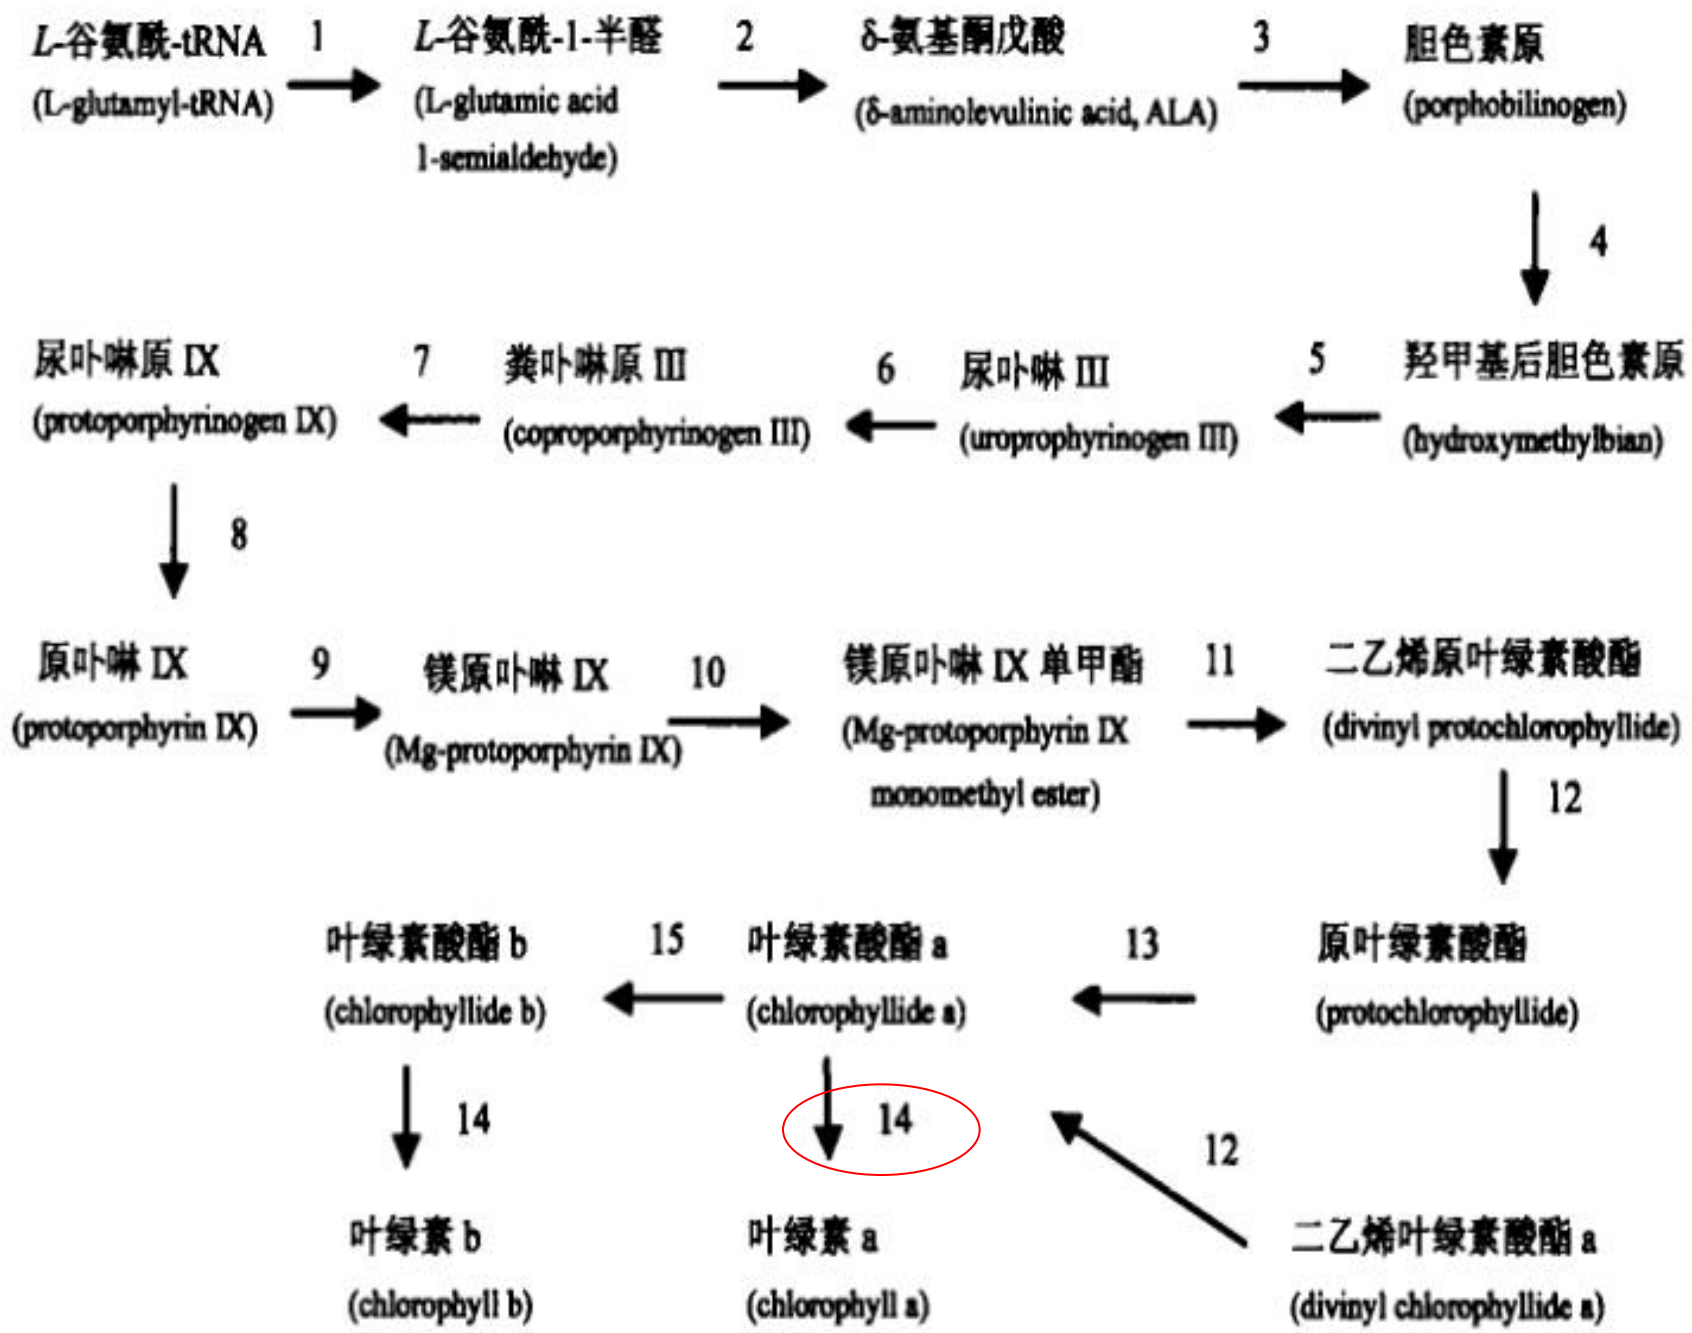 L-谷氨酰-tRNA
(L-glutamyl-tRNA)
1
L-谷氨酰-1-半醛
(L-glutamic acid
1-semialdehyde)
2
δ-氨基酮戊酸
(δ-aminolevulinic acid, ALA)
3
胆色素原
(porphobilinogen)
4
尿卟啉原 IX
(protoporphyrinogen IX)
7
粪卟啉原 III
(coproporphyrinogen III)
6
尿卟啉 III
(uroprophyrinogen III)
5
羟甲基后胆色素原
(hydroxymethylbian)
8
原卟啉 IX
(protoporphyrin IX)
9
镁原卟啉 IX
(Mg-protoporphyrin IX)
10
镁原卟啉 IX 单甲酯
(Mg-protoporphyrin IX
monomethyl ester)
11
二乙烯原叶绿素酸酯
(divinyl protochlorophyllide)
12
叶绿素酸酯 b
(chlorophyllide b)
15
叶绿素酸酯 a
(chlorophyllide a)
13
原叶绿素酸酯
(protochlorophyllide)
14
14
12
叶绿素 b
(chlorophyll b)
叶绿素 a
(chlorophyll a)
二乙烯叶绿素酸酯 a
(divinyl chlorophyllide a)